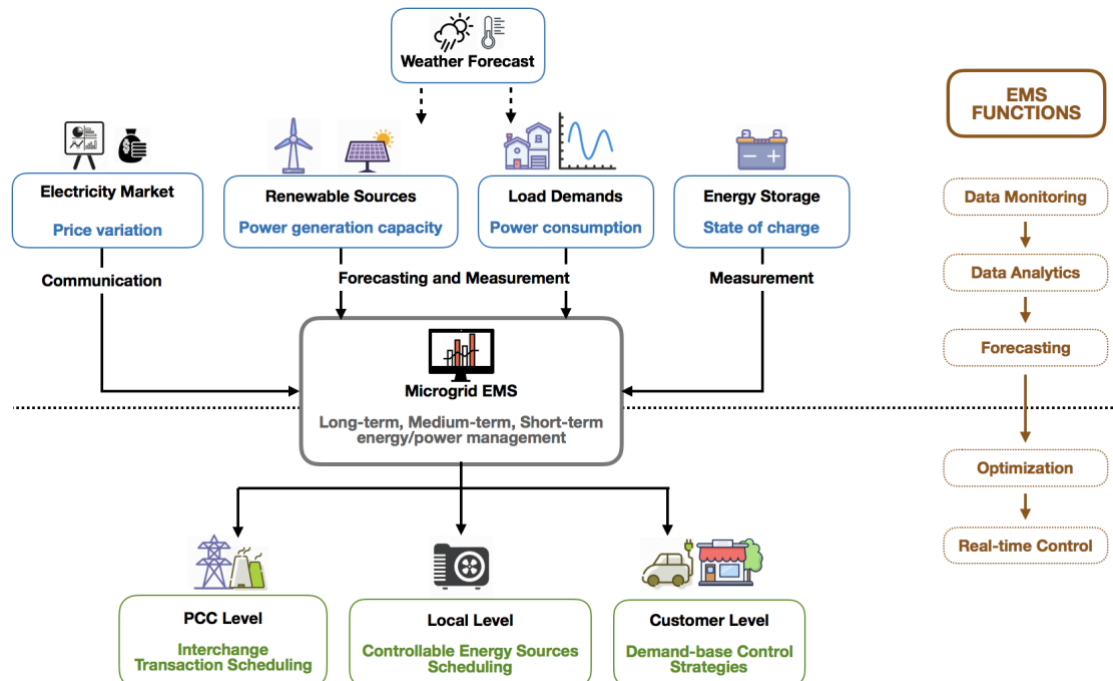 Weather Forecast
EMS
FUNCTIONS
Electricity Market
Price variation
Renewable Sources
Power generation capacity
Load Demands
Power consumption
Energy Storage
State of charge
Data Monitoring
Communication
Forecasting and Measurement
Measurement
Data Analytics
Forecasting
Microgrid EMS
Long-term, Medium-term, Short-term
energy/power management
Optimization
Real-time Control
PCC Level
Interchange
Transaction Scheduling
Local Level
Controllable Energy Sources
Scheduling
Customer Level
Demand-base Control
Strategies